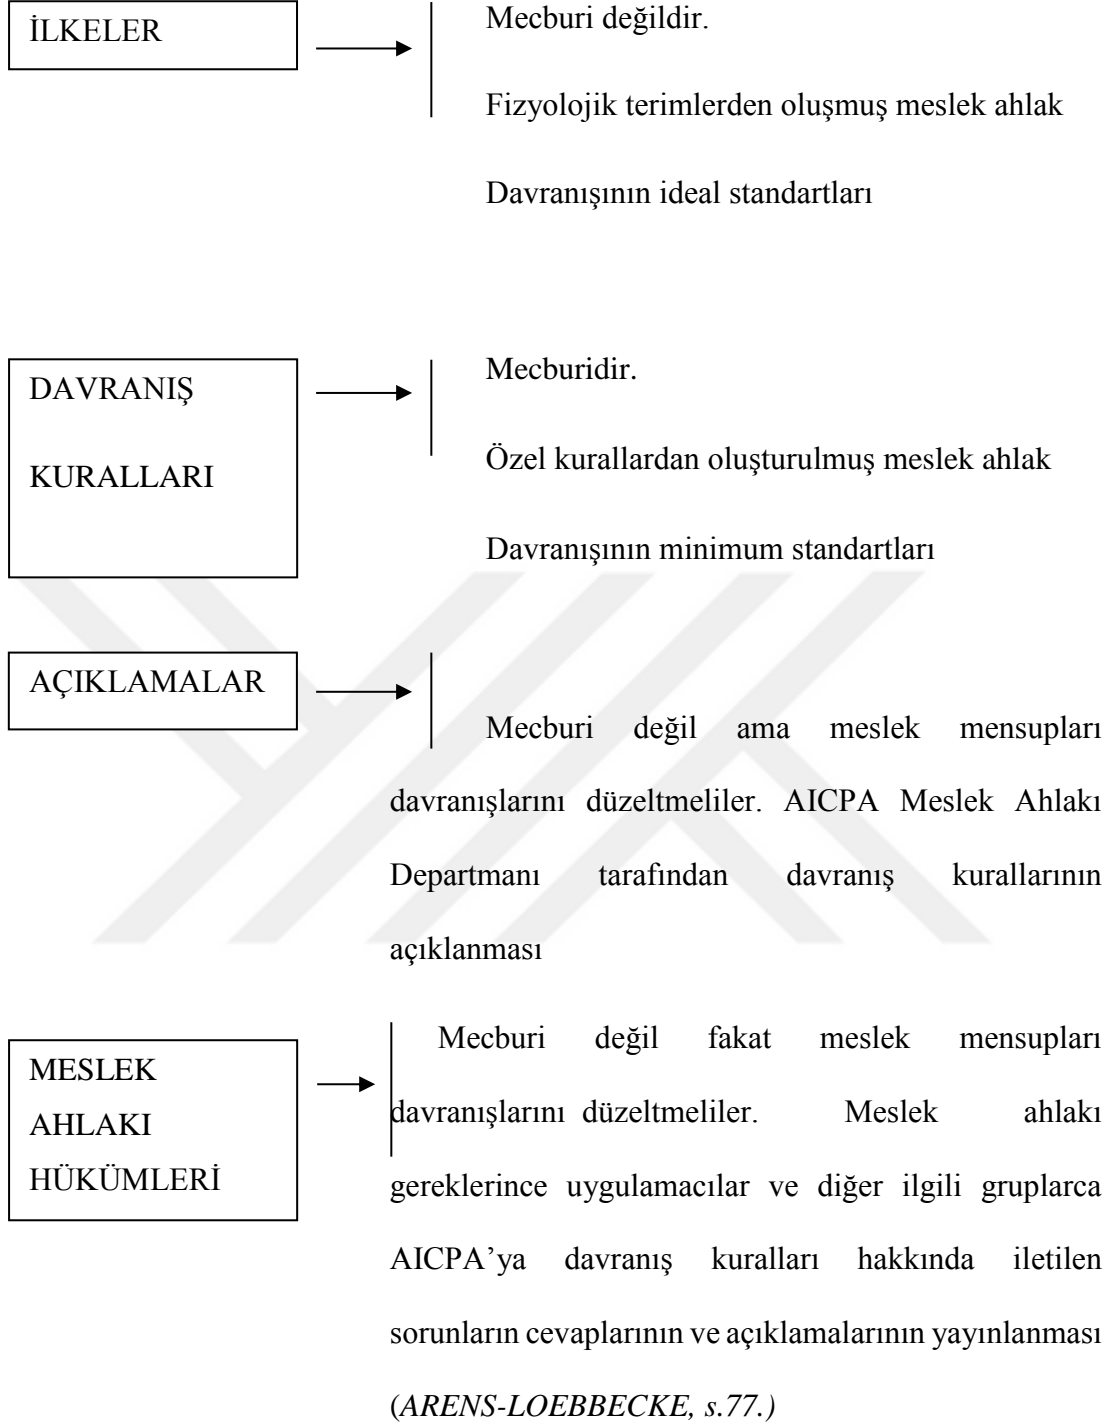 İLKELER
Mecburi değildir.
Fizyolojik terimlerden oluşmuş meslek ahlak
Davranışının ideal standartları
DAVRANIŞ
KURALLARI
Mecburidir.
Özel kurallardan oluşturulmuş meslek ahlak
Davranışının minimum standartları
AÇIKLAMALAR
Mecburi değil ama meslek mensupları
davranışlarını düzeltmeliler. AICPA Meslek Ahlakı
Departmanı tarafından davranış kurallarının
açıklanması
MESLEK
AHLAKI
HÜKÜMLERİ
Mecburi değil fakat meslek mensupları
davranışlarını düzeltmeliler. Meslek ahlakı
gereklerince uygulamacılar ve diğer ilgili gruplarca
AICPA’ya davranış kuralları hakkında iletilen
sorunların cevaplarının ve açıklamalarının yayınlanması
(ARENS-LOEBBECKE, s.77.)